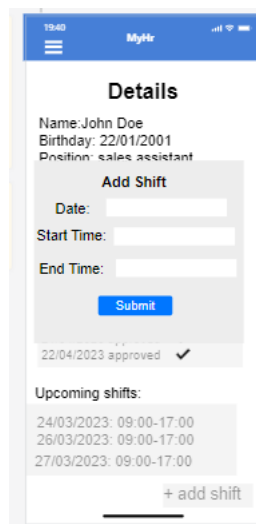 19:40
MyHr
Details
Name:John Doe
Birthday: 22/01/2001
Position: sales assistant
Add Shift
Date:
Start Time:
End Time:
Submit
22/04/2023 approved ✔
Upcoming shifts:
24/03/2023: 09:00-17:00
26/03/2023: 09:00-17:00
27/03/2023: 09:00-17:00
+ add shift